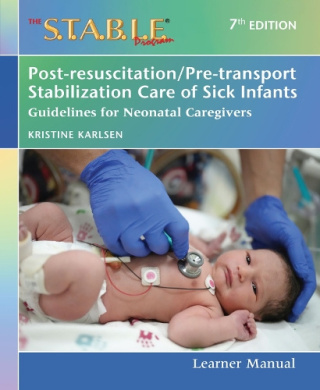 THE S.T.A.B.L.E.® Program
7th EDITION
Post-resuscitation/Pre-transport
Stabilization Care of Sick Infants
Guidelines for Neonatal Caregivers
KRISTINE KARLSEN
Learner Manual